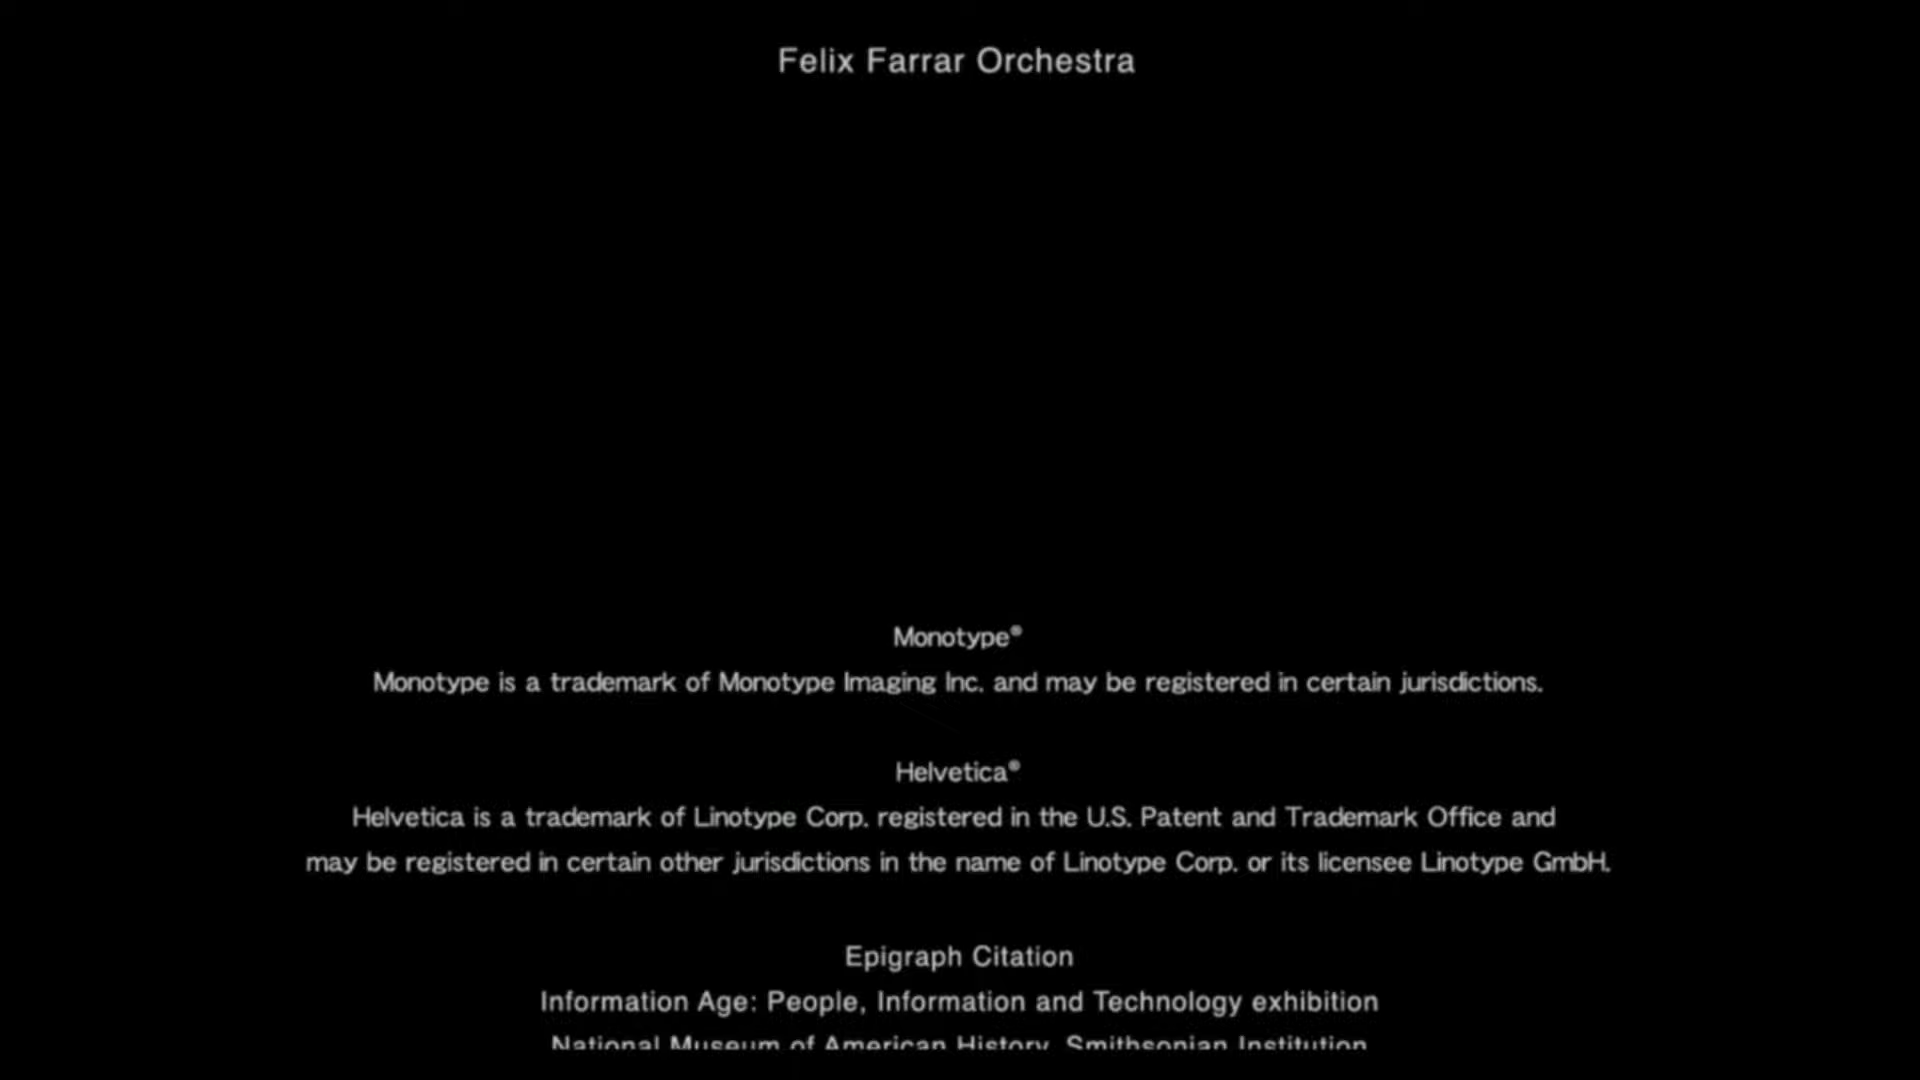 Felix Farrar Orchestra
Monotype®
Monotype is a trademark of Monotype Imaging Inc. and may be registered in certain jurisdictions.
Helvetica®
Helvetica is a trademark of Linotype Corp. registered in the U.S. Patent and Trademark Office and
may be registered in certain other jurisdictions in the name of Linotype Corp. or its licensee Linotype GmbH.
Epigraph Citation
Information Age: People, Information and Technology exhibition
National Museum of American History, Smithsonian Institution